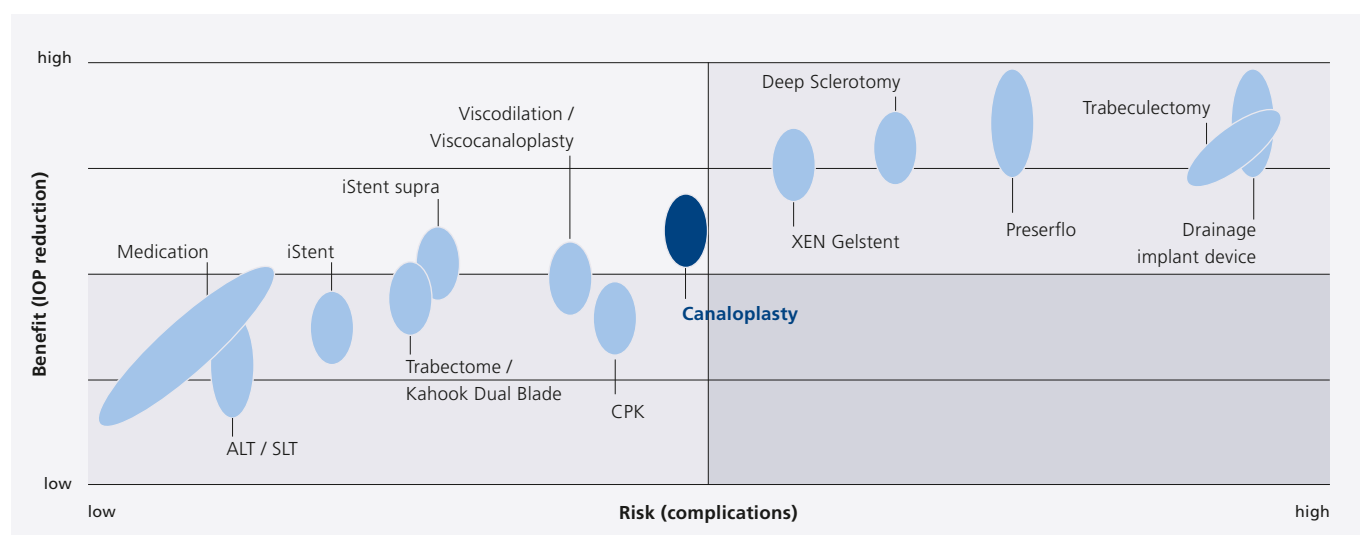 high
Deep Sclerotomy
Viscodilation /
Viscocanaloplasty
Trabeculectomy
iStent supra
Medication
iStent
XEN Gelstent
Preserflo
Drainage
implant device
Benefit (IOP reduction)
Canaloplasty
Trabectome /
Kahook Dual Blade
CPK
ALT / SLT
low
low
Risk (complications)
high